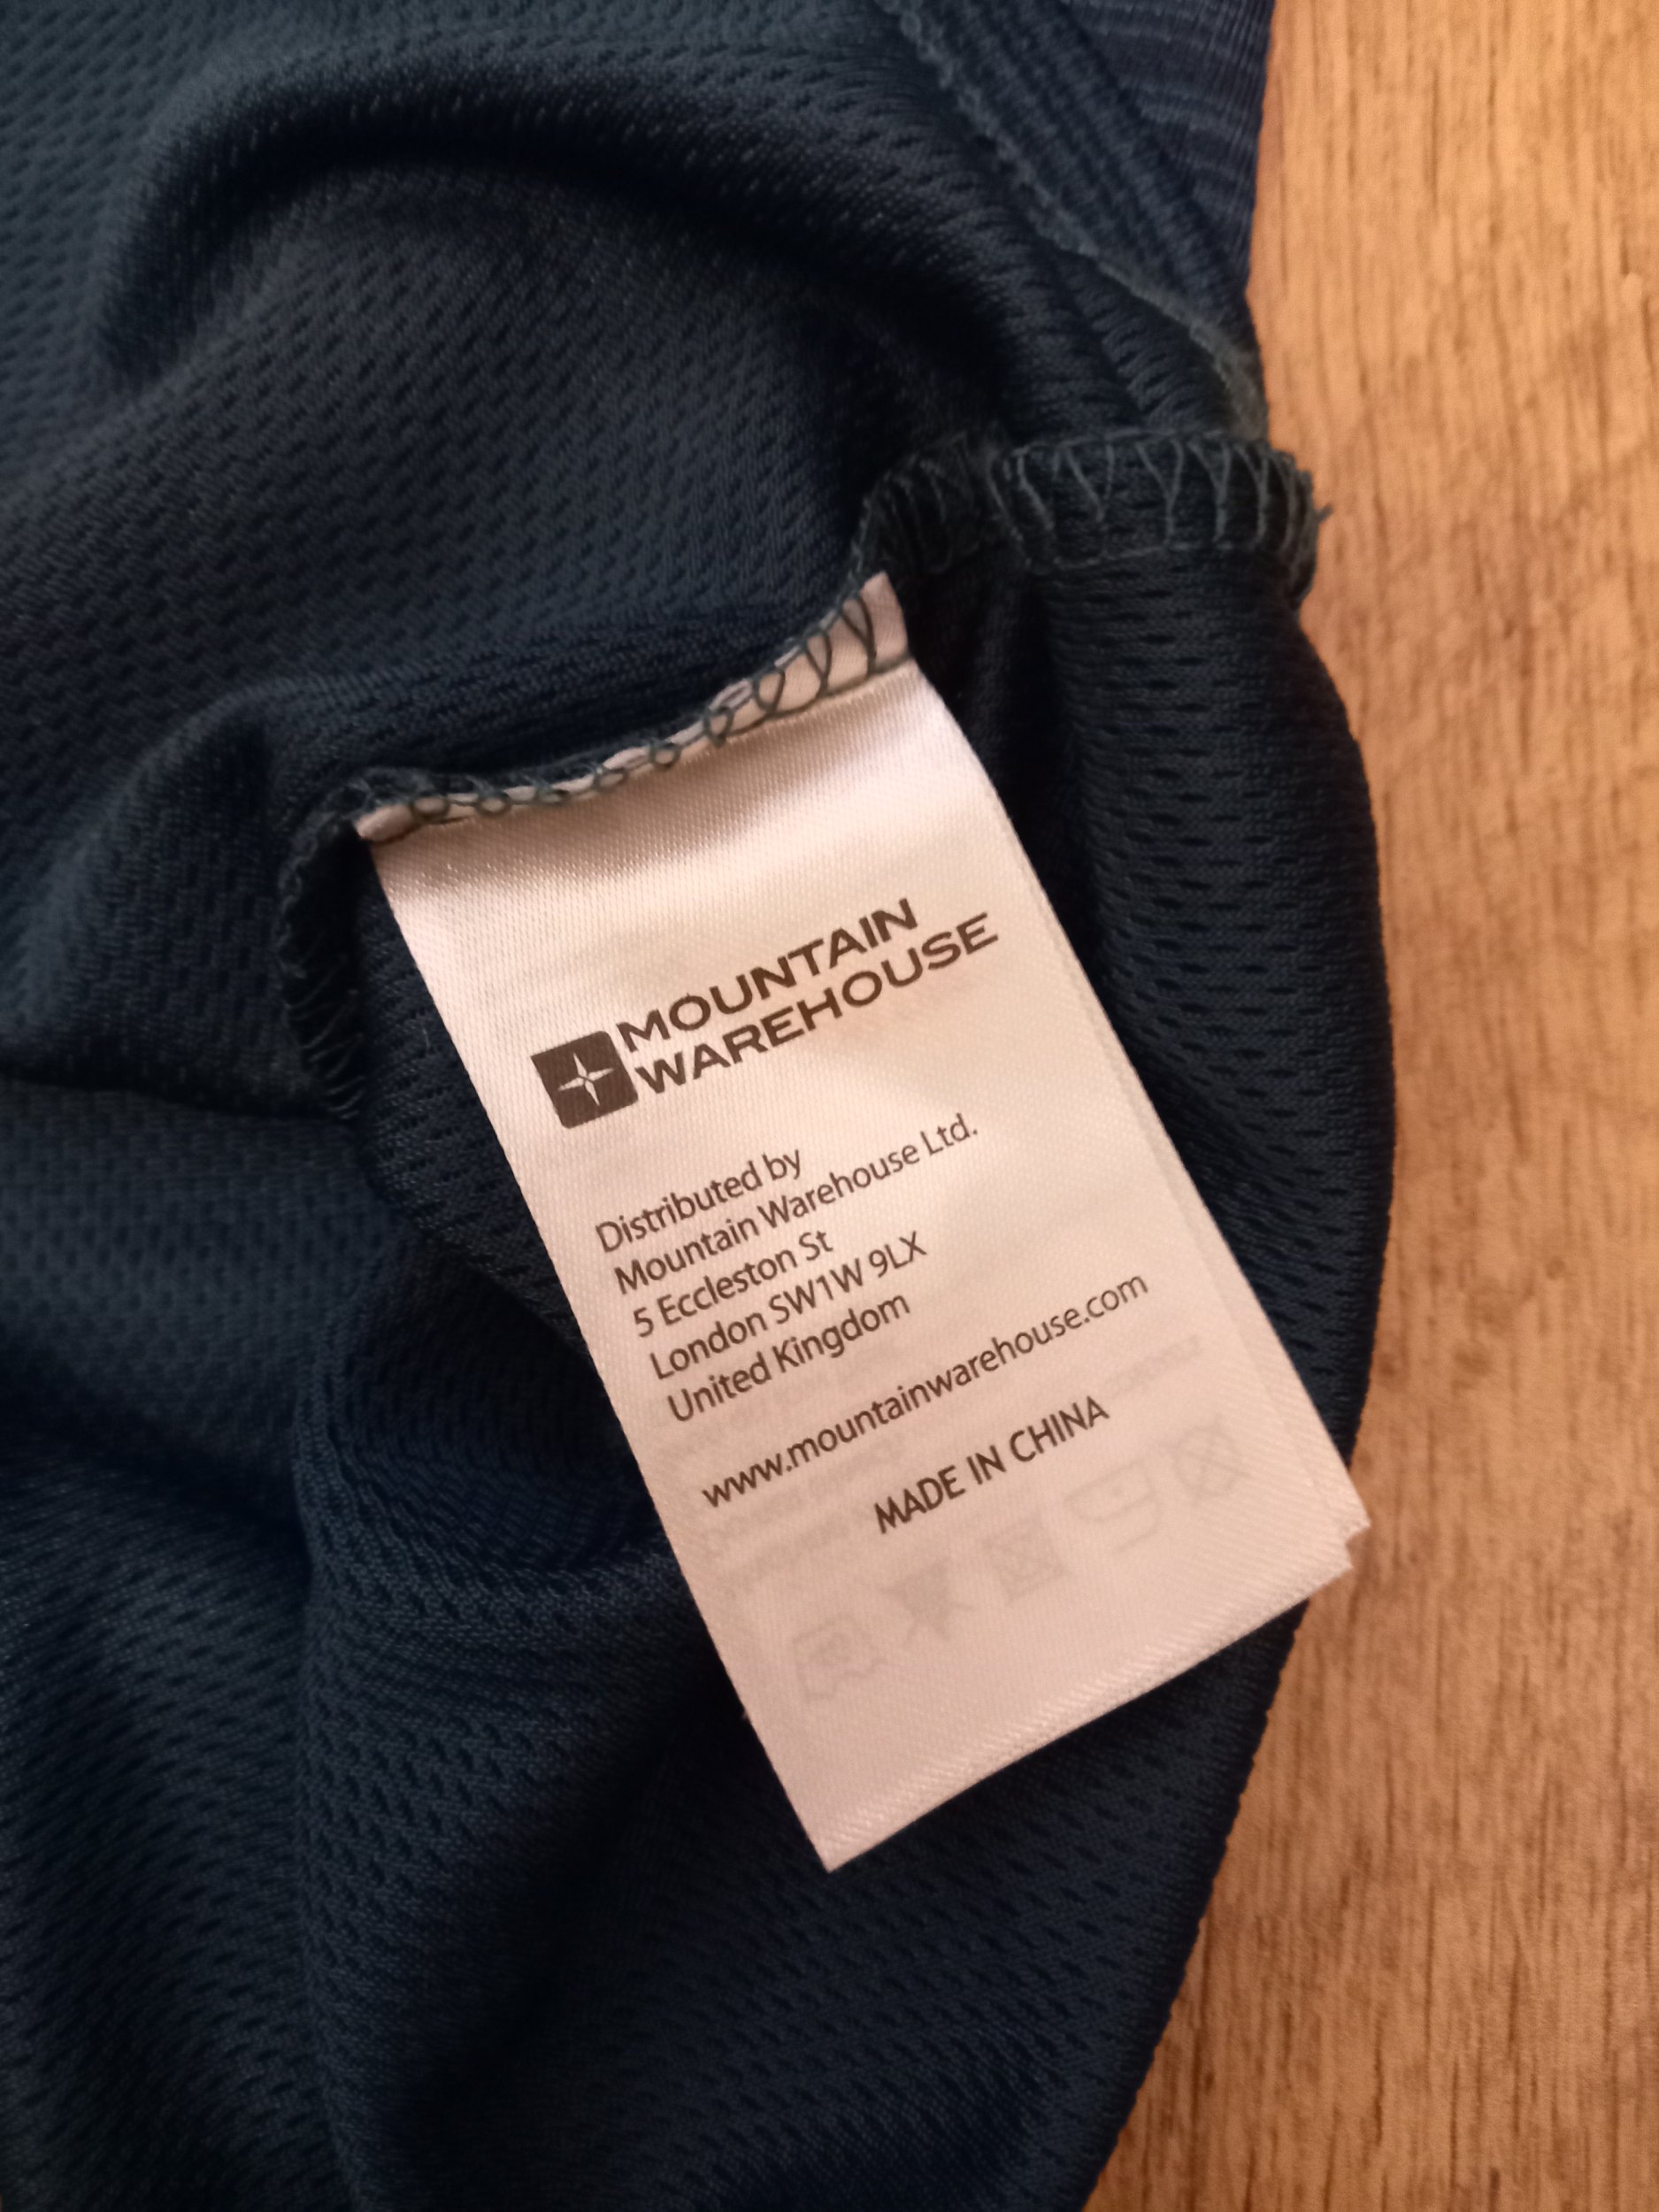 MOUNTAIN
WAREHOUSE
Distributed by
Mountain Warehouse Ltd.
5 Eccleston St
London SW1W 9LX
United Kingdom
www.mountainwarehouse.com
MADE IN CHINA